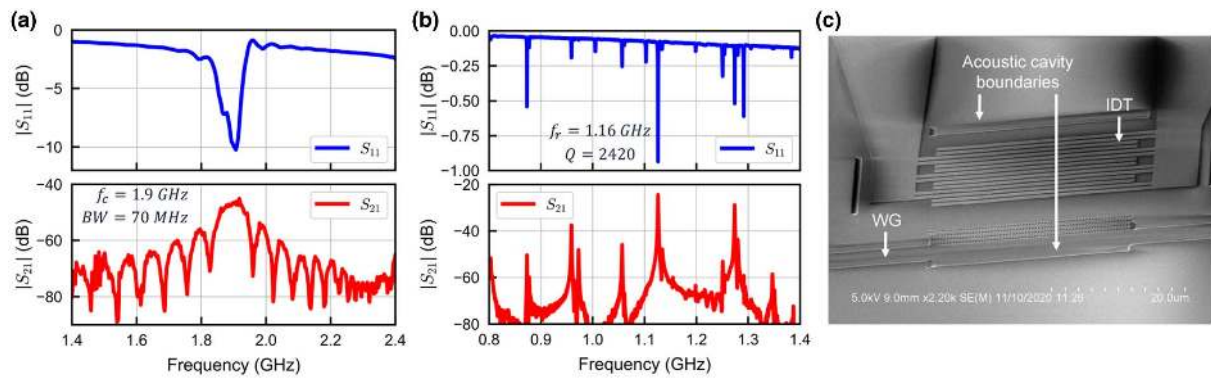 (a)
0
−5
−10
|S₁₁| (dB)
S₁₁
−40
−60
−80
|S₂₁| (dB)
f_c = 1.9 GHz
BW = 70 MHz
S₂₁
1.4 1.6 1.8 2.0 2.2 2.4
Frequency (GHz)
(b)
0.00
−0.25
−0.50
−0.75
−1.00
|S₁₁| (dB)
f_r = 1.16 GHz
Q = 2420
S₁₁
−20
−40
−60
−80
|S₂₁| (dB)
S₂₁
0.8 0.9 1.0 1.1 1.2 1.3 1.4
Frequency (GHz)
(c)
Acoustic cavity
boundaries
IDT
WG
5.0kV 9.0mm x2.20k SE(M) 11/10/2020 11:26 20.0um